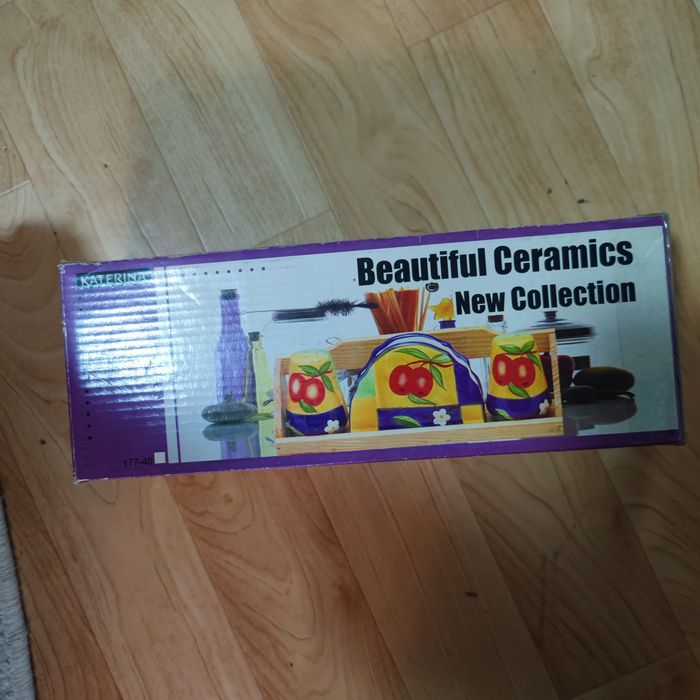 KATERINA
Beautiful Ceramics
New Collection
177-40